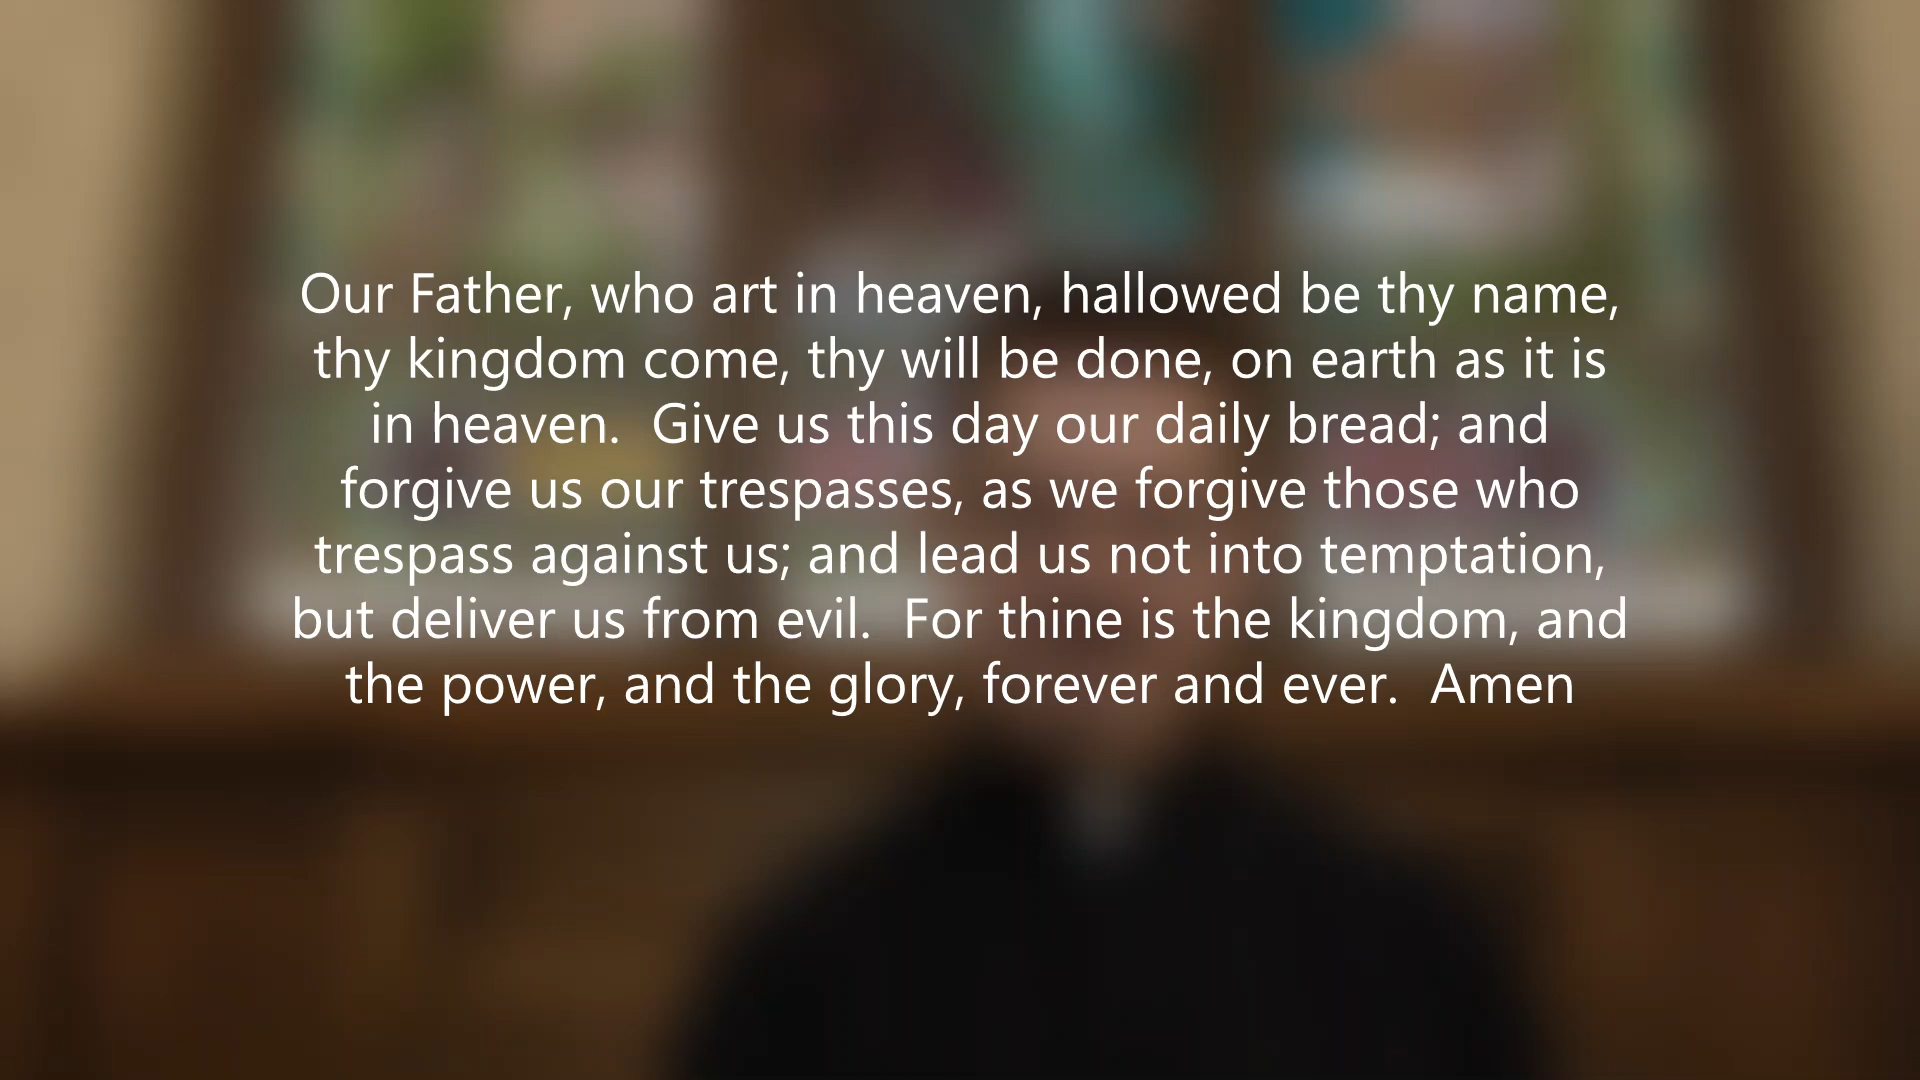 Our Father, who art in heaven, hallowed be thy name,
thy kingdom come, thy will be done, on earth as it is
in heaven.  Give us this day our daily bread; and
forgive us our trespasses, as we forgive those who
trespass against us; and lead us not into temptation,
but deliver us from evil.  For thine is the kingdom, and
the power, and the glory, forever and ever.  Amen